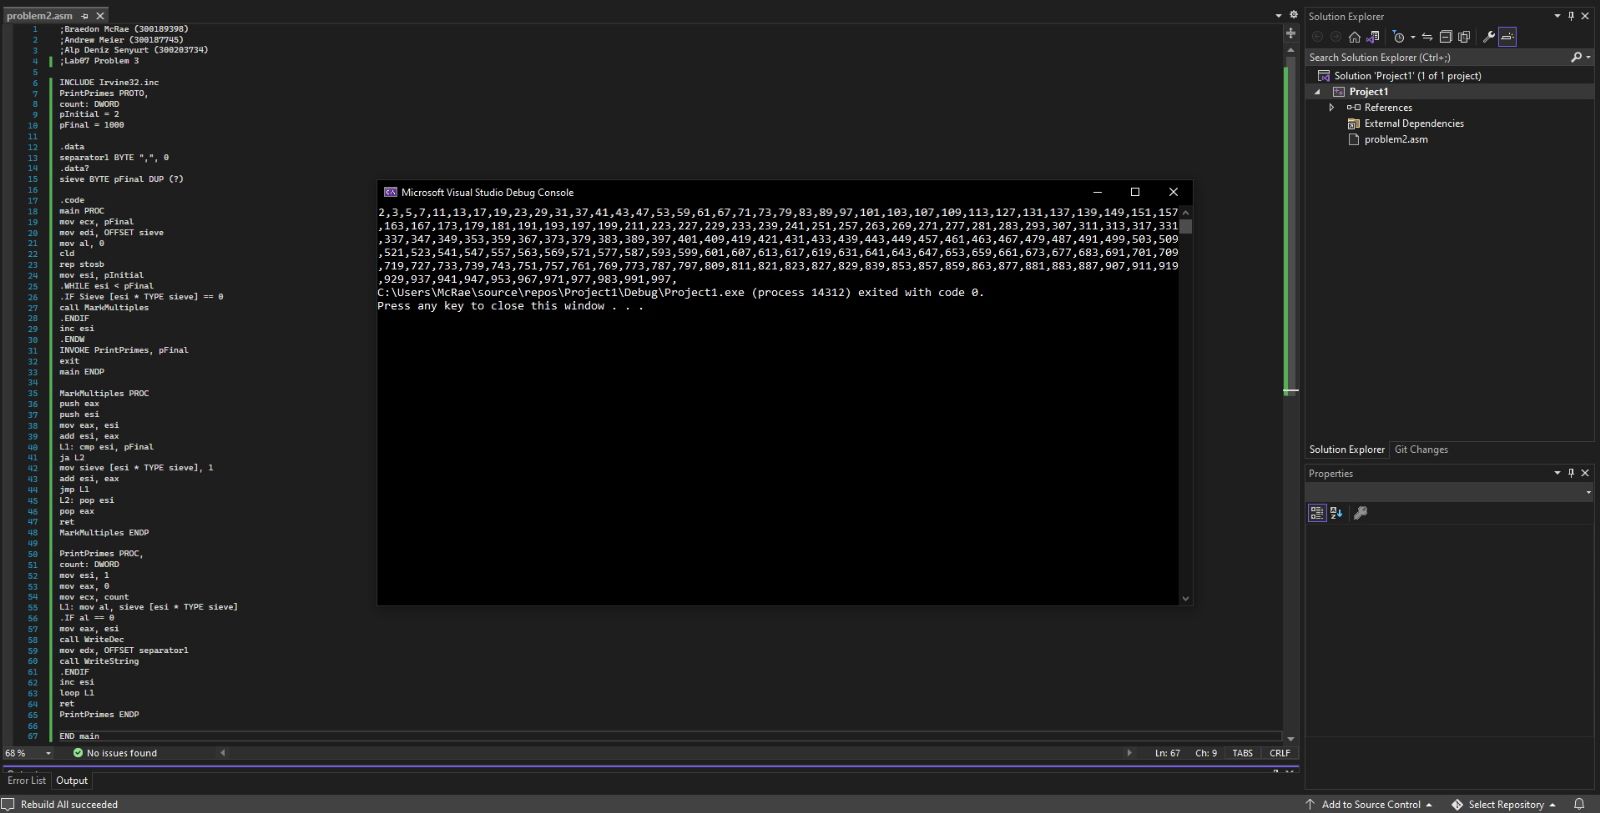 problem2.asm
1 ;Braedon McRae (300189398)
2 ;Andrew Meier (300187745)
3 ;Alp Deniz Senyurt (300203734)
4 ;Lab07 Problem 3
5
6 INCLUDE Irvine32.inc
7 PrintPrimes PROTO,
8 count: DWORD
9 pInitial = 2
10 pFinal = 1000
11
12 .data
13 separator1 BYTE ",", 0
14 .data?
15 sieve BYTE pFinal DUP (?)
16
17 .code
18 main PROC
19 mov ecx, pFinal
20 mov edi, OFFSET sieve
21 mov al, 0
22 cld
23 rep stosb
24 mov esi, pInitial
25 .WHILE esi < pFinal
26 .IF Sieve [esi * TYPE sieve] == 0
27 call MarkMultiples
28 .ENDIF
29 inc esi
30 .ENDW
31 INVOKE PrintPrimes, pFinal
32 exit
33 main ENDP
34
35 MarkMultiples PROC
36 push eax
37 push esi
38 mov eax, esi
39 add esi, eax
40 L1: cmp esi, pFinal
41 ja L2
42 mov sieve [esi * TYPE sieve], 1
43 add esi, eax
44 jmp L1
45 L2: pop esi
46 pop eax
47 ret
48 MarkMultiples ENDP
49
50 PrintPrimes PROC,
51 count: DWORD
52 mov esi, 1
53 mov eax, 0
54 mov ecx, count
55 L1: mov al, sieve [esi * TYPE sieve]
56 .IF al == 0
57 mov eax, esi
58 call WriteDec
59 mov edx, OFFSET separator1
60 call WriteString
61 .ENDIF
62 inc esi
63 loop L1
64 ret
65 PrintPrimes ENDP
66
67 END main
68 %
No issues found
Ln: 67
Ch: 9
TABS
CRLF
Error List
Output
Rebuild All succeeded
Microsoft Visual Studio Debug Console
2,3,5,7,11,13,17,19,23,29,31,37,41,43,47,53,59,61,67,71,73,79,83,89,97,101,103,107,109,113,127,131,137,139,149,151,157
,163,167,173,179,181,191,193,197,199,211,223,227,229,233,239,241,251,257,263,269,271,277,281,283,293,307,311,313,317,331
,337,347,349,353,359,367,373,379,383,389,397,401,409,419,421,431,433,439,443,449,457,461,463,467,479,487,491,499,503,509
,521,523,541,547,557,563,569,571,577,587,593,599,601,607,613,617,619,631,641,643,647,653,659,661,673,677,683,691,701,709
,719,727,733,739,743,751,757,761,769,773,787,797,809,811,821,823,827,829,839,853,857,859,863,877,881,883,887,907,911,919
,929,937,941,947,953,967,971,977,983,991,997,
C:\Users\McRae\source\repos\Project1\Debug\Project1.exe (process 14312) exited with code 0.
Press any key to close this window . . .
Solution Explorer
Search Solution Explorer (Ctrl+;)
Solution 'Project1' (1 of 1 project)
Project1
References
External Dependencies
problem2.asm
Solution Explorer
Git Changes
Properties
Add to Source Control
Select Repository